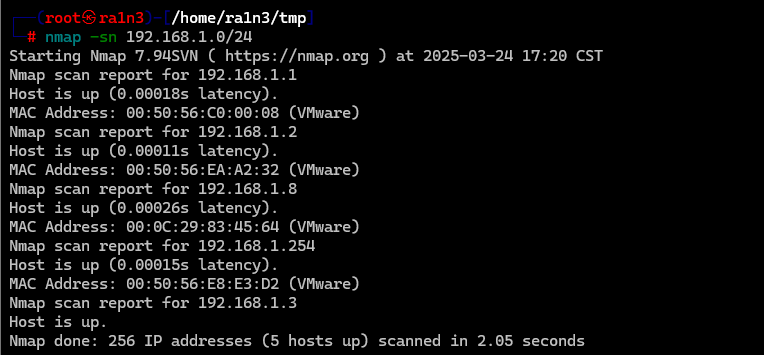 ┌──(root㉿ra1n3)-[/home/ra1n3/tmp]
└─# nmap -sn 192.168.1.0/24
Starting Nmap 7.94SVN ( https://nmap.org ) at 2025-03-24 17:20 CST
Nmap scan report for 192.168.1.1
Host is up (0.00018s latency).
MAC Address: 00:50:56:C0:00:08 (VMware)
Nmap scan report for 192.168.1.2
Host is up (0.00011s latency).
MAC Address: 00:50:56:EA:A2:32 (VMware)
Nmap scan report for 192.168.1.8
Host is up (0.00026s latency).
MAC Address: 00:0C:29:83:45:64 (VMware)
Nmap scan report for 192.168.1.254
Host is up (0.00015s latency).
MAC Address: 00:50:56:E8:E3:D2 (VMware)
Nmap scan report for 192.168.1.3
Host is up.
Nmap done: 256 IP addresses (5 hosts up) scanned in 2.05 seconds